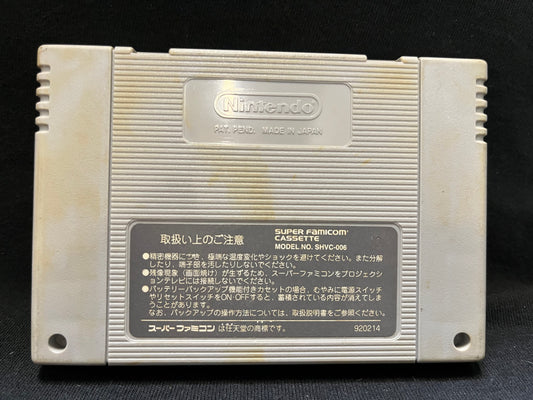 Nintendo
PAT. PEND. MADE IN JAPAN
取扱い上のご注意
SUPER FAMICOM
CASSETTE
MODEL NO. SHVC-006
●精密機器につき、極端な温度変化やショックを避けてください。また分解
したり、端子部を汚したりしないでください。
●残像現象(画面焼け)が生ずるため、スーパーファミコンをプロジェクシ
ョンテレビには接続しないでください。
●バッテリーバックアップ機能付きカセットの場合、むやみに電源スイッチ
やリセットスイッチをON・OFFすると、蓄積されている内容が消えてしま
うことがあります。
なお、バックアップの操作方法については、取扱説明書をご参照ください。
スーパーファミコンは任天堂の商標です。
920214